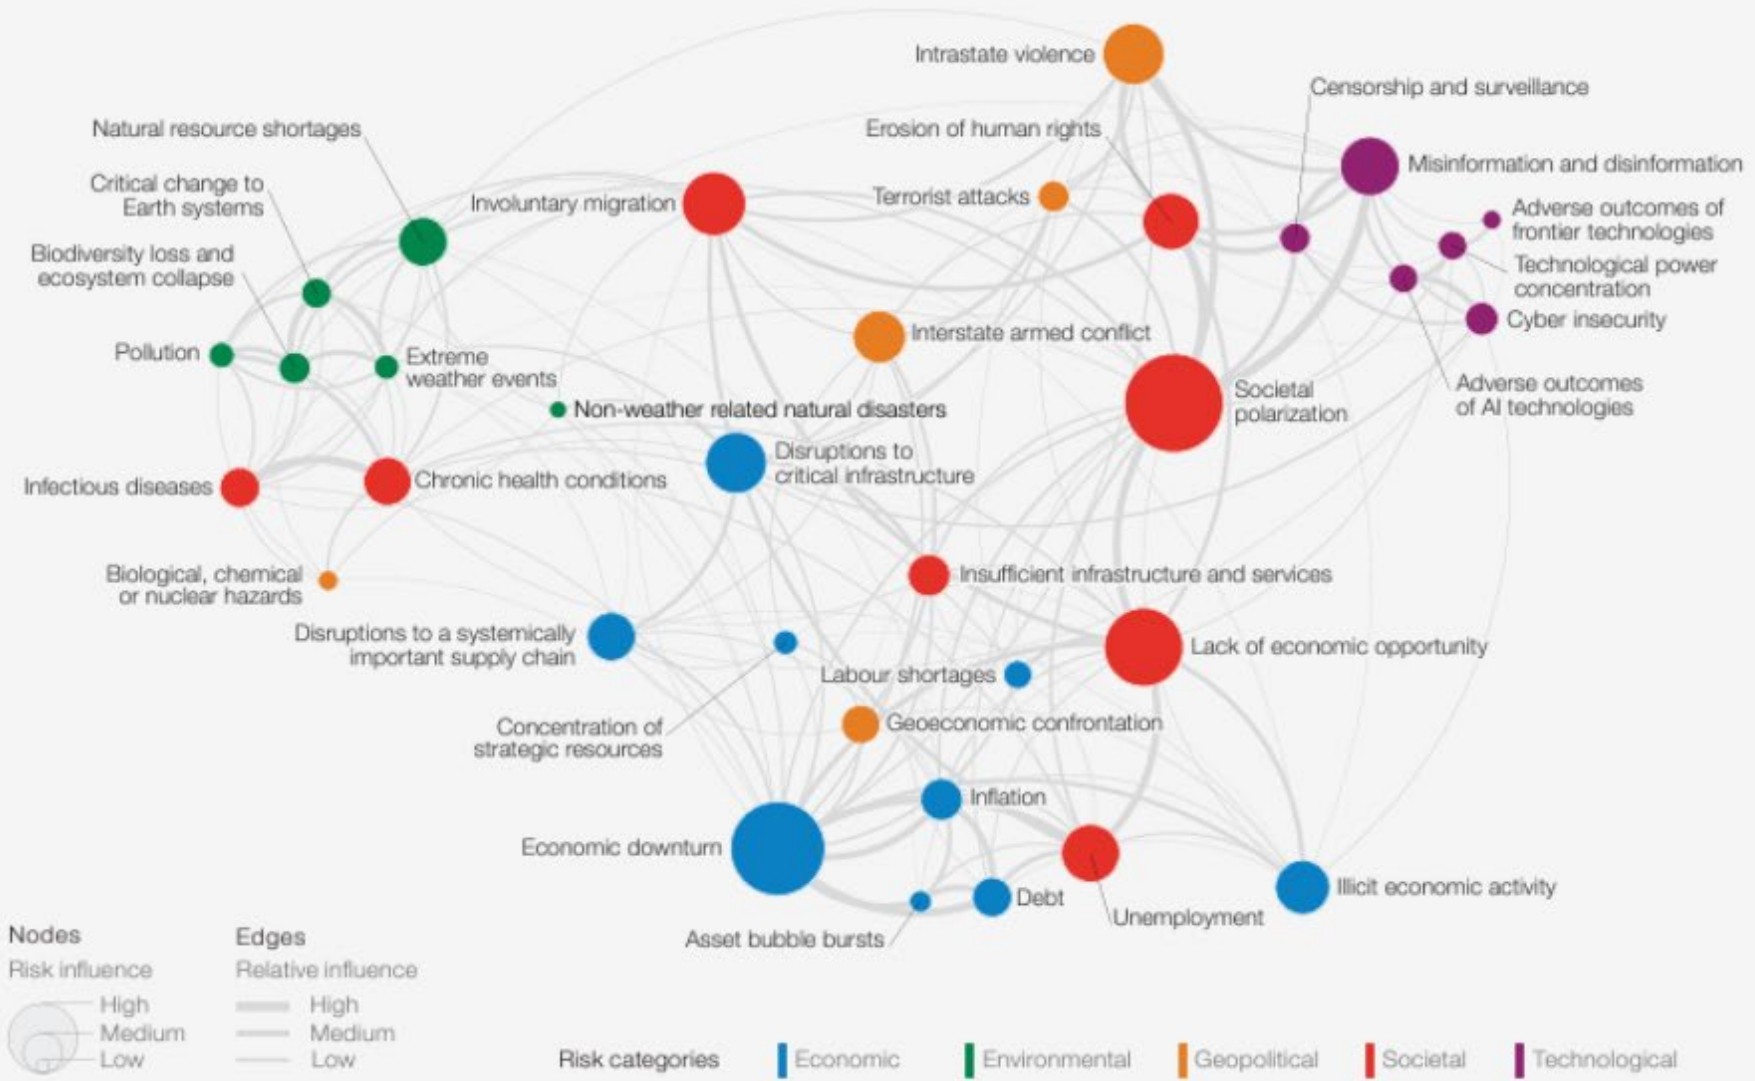 Intrastate violence
Censorship and surveillance
Natural resource shortages
Erosion of human rights
Misinformation and disinformation
Critical change to
Earth systems
Involuntary migration
Terrorist attacks
Adverse outcomes of
frontier technologies
Biodiversity loss and
ecosystem collapse
Technological power
concentration
Cyber insecurity
Interstate armed conflict
Pollution
Extreme
weather events
Societal
polarization
Adverse outcomes
of AI technologies
Non-weather related natural disasters
Disruptions to
critical infrastructure
Infectious diseases
Chronic health conditions
Biological, chemical
or nuclear hazards
Insufficient infrastructure and services
Disruptions to a systemically
important supply chain
Lack of economic opportunity
Labour shortages
Concentration of
strategic resources
Geoeconomic confrontation
Inflation
Economic downturn
Illicit economic activity
Debt
Unemployment
Asset bubble bursts
Nodes
Risk influence
High
Medium
Low
Edges
Relative influence
High
Medium
Low
Risk categories
Economic
Environmental
Geopolitical
Societal
Technological